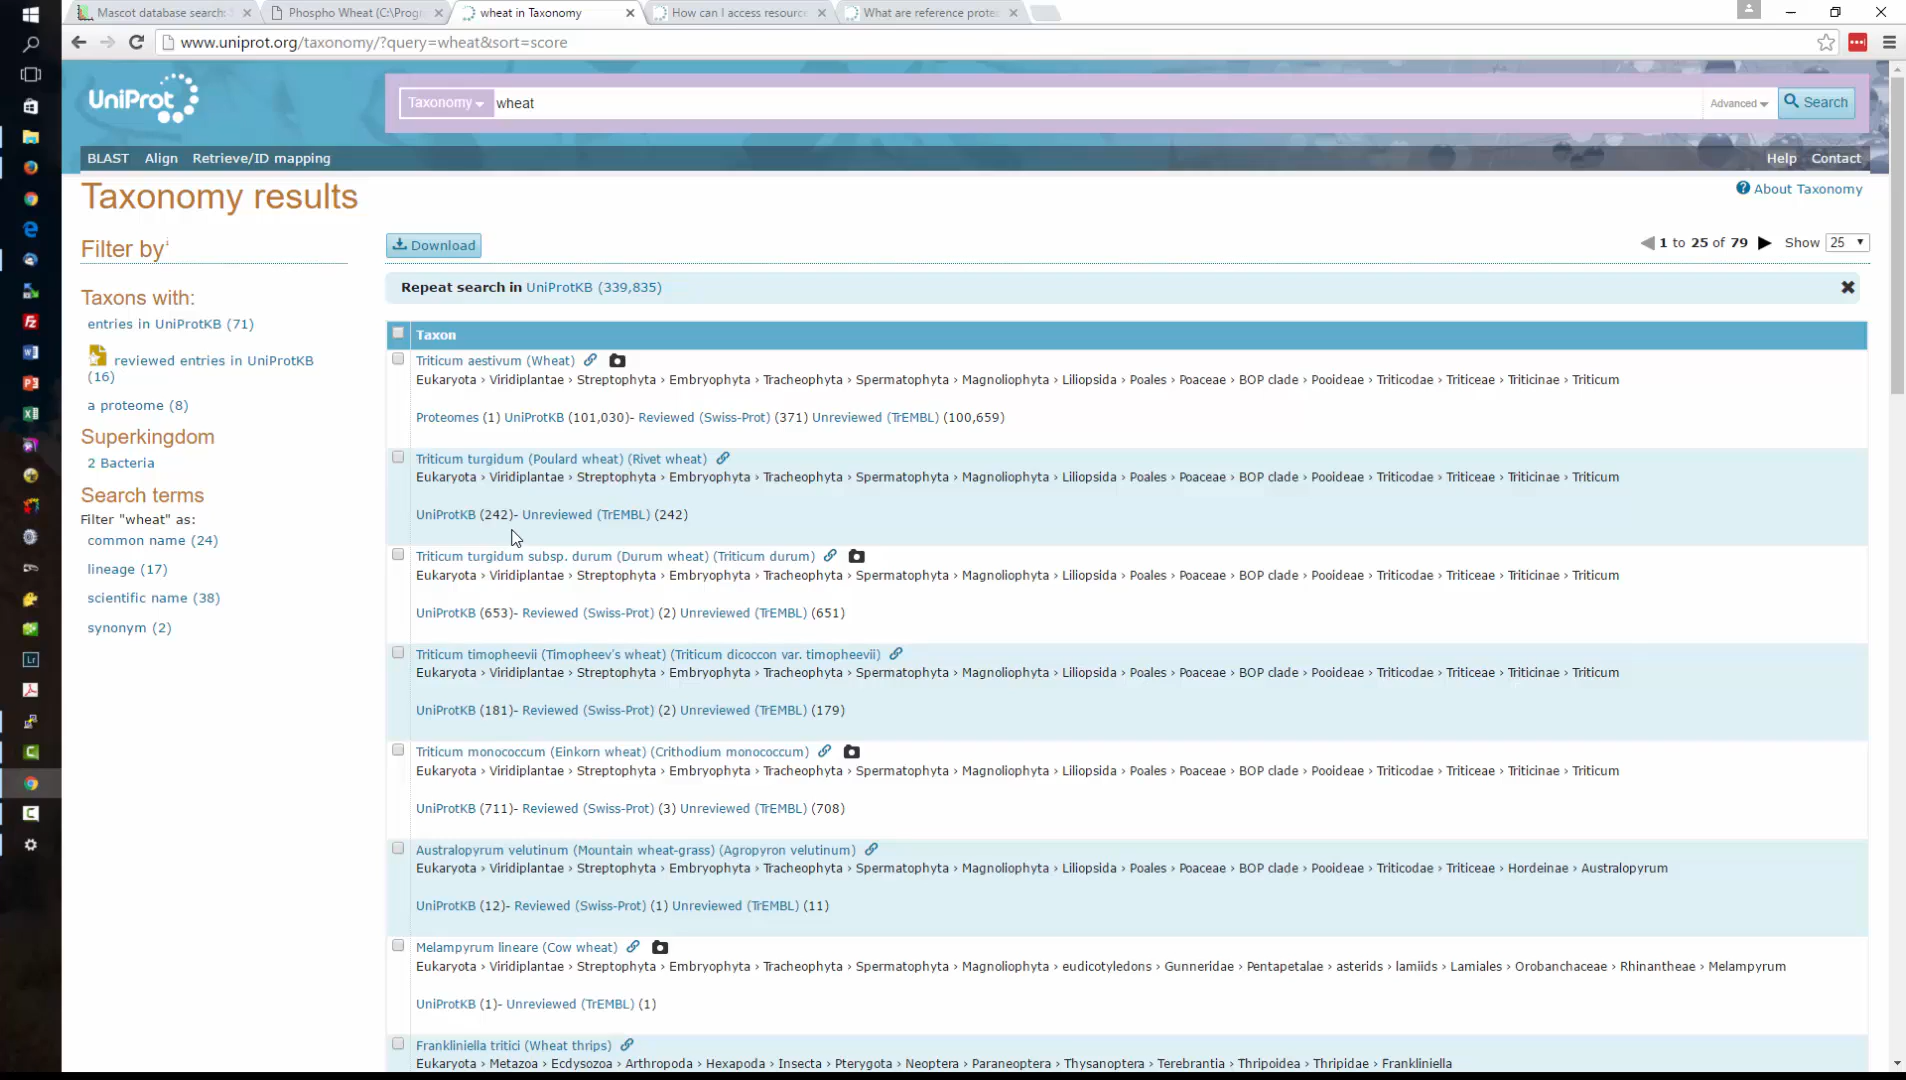 Mascot database search:
Phospho Wheat (C:\Prog
wheat in Taxonomy
How can I access resource
What are reference prote
www.uniprot.org/taxonomy/?query=wheat&sort=score
UniProt
Taxonomy
wheat
Advanced
Search
BLAST Align Retrieve/ID mapping
Help Contact
Taxonomy results
About Taxonomy
Filter by
Download
1 to 25 of 79 Show 25
Repeat search in UniProtKB (339,835)
Taxons with:
entries in UniProtKB (71)
reviewed entries in UniProtKB
(16)
a proteome (8)
Superkingdom
2 Bacteria
Search terms
Filter "wheat" as:
common name (24)
lineage (17)
scientific name (38)
synonym (2)
Taxon
Triticum aestivum (Wheat)
Eukaryota › Viridiplantae › Streptophyta › Embryophyta › Tracheophyta › Spermatophyta › Magnoliophyta › Liliopsida › Poales › Poaceae › BOP clade › Pooideae › Triticodae › Triticeae › Triticinae › Triticum
Proteomes (1) UniProtKB (101,030)- Reviewed (Swiss-Prot) (371) Unreviewed (TrEMBL) (100,659)
Triticum turgidum (Poulard wheat) (Rivet wheat)
Eukaryota › Viridiplantae › Streptophyta › Embryophyta › Tracheophyta › Spermatophyta › Magnoliophyta › Liliopsida › Poales › Poaceae › BOP clade › Pooideae › Triticodae › Triticeae › Triticinae › Triticum
UniProtKB (242)- Unreviewed (TrEMBL) (242)
Triticum turgidum subsp. durum (Durum wheat) (Triticum durum)
Eukaryota › Viridiplantae › Streptophyta › Embryophyta › Tracheophyta › Spermatophyta › Magnoliophyta › Liliopsida › Poales › Poaceae › BOP clade › Pooideae › Triticodae › Triticeae › Triticinae › Triticum
UniProtKB (653)- Reviewed (Swiss-Prot) (2) Unreviewed (TrEMBL) (651)
Triticum timopheevii (Timopheev's wheat) (Triticum dicoccon var. timopheevii)
Eukaryota › Viridiplantae › Streptophyta › Embryophyta › Tracheophyta › Spermatophyta › Magnoliophyta › Liliopsida › Poales › Poaceae › BOP clade › Pooideae › Triticodae › Triticeae › Triticinae › Triticum
UniProtKB (181)- Reviewed (Swiss-Prot) (2) Unreviewed (TrEMBL) (179)
Triticum monococcum (Einkorn wheat) (Crithodium monococcum)
Eukaryota › Viridiplantae › Streptophyta › Embryophyta › Tracheophyta › Spermatophyta › Magnoliophyta › Liliopsida › Poales › Poaceae › BOP clade › Pooideae › Triticodae › Triticeae › Triticinae › Triticum
UniProtKB (711)- Reviewed (Swiss-Prot) (3) Unreviewed (TrEMBL) (708)
Australopyrum velutinum (Mountain wheat-grass) (Agropyron velutinum)
Eukaryota › Viridiplantae › Streptophyta › Embryophyta › Tracheophyta › Spermatophyta › Magnoliophyta › Liliopsida › Poales › Poaceae › BOP clade › Pooideae › Triticodae › Triticeae › Hordeinae › Australopyrum
UniProtKB (12)- Reviewed (Swiss-Prot) (1) Unreviewed (TrEMBL) (11)
Melampyrum lineare (Cow wheat)
Eukaryota › Viridiplantae › Streptophyta › Embryophyta › Tracheophyta › Spermatophyta › Magnoliophyta › eudicotyledons › Gunneridae › Pentapetalae › asterids › lamiids › Lamiales › Orobanchaceae › Rhinantheae › Melampyrum
UniProtKB (1)- Unreviewed (TrEMBL) (1)
Frankliniella tritici (Wheat thrips)
Eukaryota › Metazoa › Ecdysozoa › Arthropoda › Hexapoda › Insecta › Pterygota › Neoptera › Paraneoptera › Thysanoptera › Terebrantia › Thripoidea › Thripidae › Frankliniella